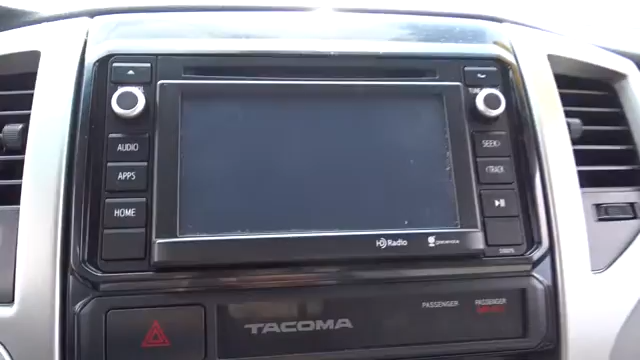 AUDIO
APPS
HOME
SEEK>
<TRACK
HD Radio
gracenote
TACOMA
PASSENGER
PASSENGER